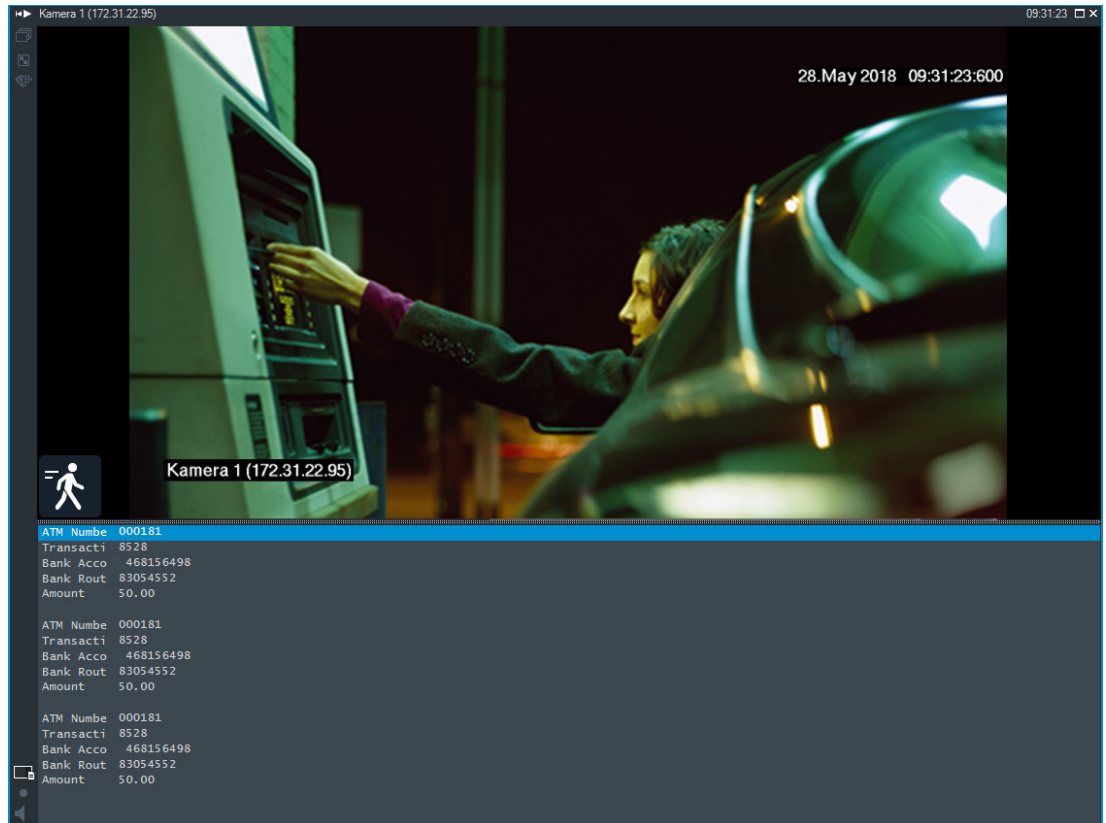 Kamera 1 (172.31.22.95) 09:31:23
28.May 2018 09:31:23:600
Kamera 1 (172.31.22.95)
ATM Numbe 000181
Transacti 8528
Bank Acco 468156498
Bank Rout 83054552
Amount 50.00
ATM Numbe 000181
Transacti 8528
Bank Acco 468156498
Bank Rout 83054552
Amount 50.00
ATM Numbe 000181
Transacti 8528
Bank Acco 468156498
Bank Rout 83054552
Amount 50.00